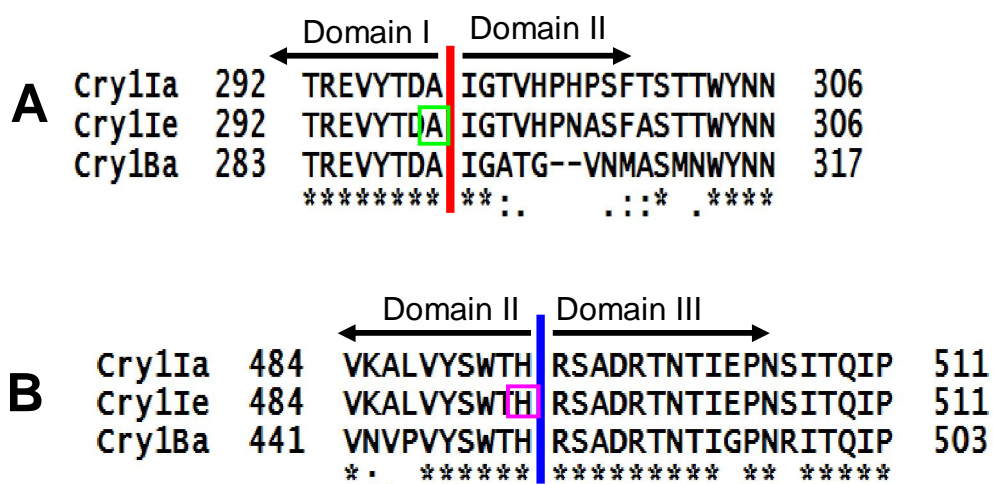 Domain I Domain II
A
Cry1Ia 292 TREVYTDA IGTVHPHPSFTSTTWYNN 306
Cry1Ie 292 TREVYTDA IGTVHPNASFASTTWYNN 306
Cry1Ba 283 TREVYTDA IGATG--VNMASMNWYNN 317
******** **:. .::* .****
Domain II Domain III
B
Cry1Ia 484 VKALVYSWTH RSADRTNTIEPNSITQIP 511
Cry1Ie 484 VKALVYSWTH RSADRTNTIEPNSITQIP 511
Cry1Ba 441 VNVPVYSWTH RSADRTNTIGPNRITQIP 503
*. ****** ********* ** *****